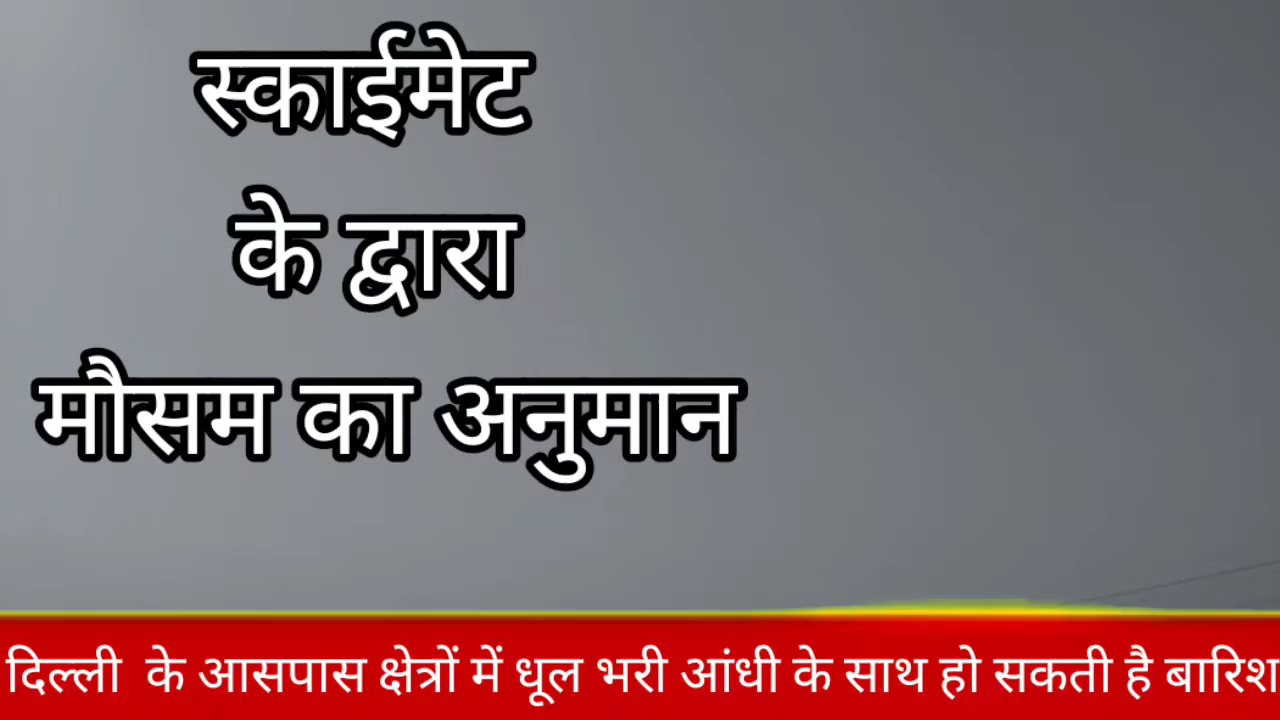 स्काईमेट
के द्वारा
मौसम का अनुमान
दिल्ली के आसपास क्षेत्रों में धूल भरी आंधी के साथ हो सकती है बारिश